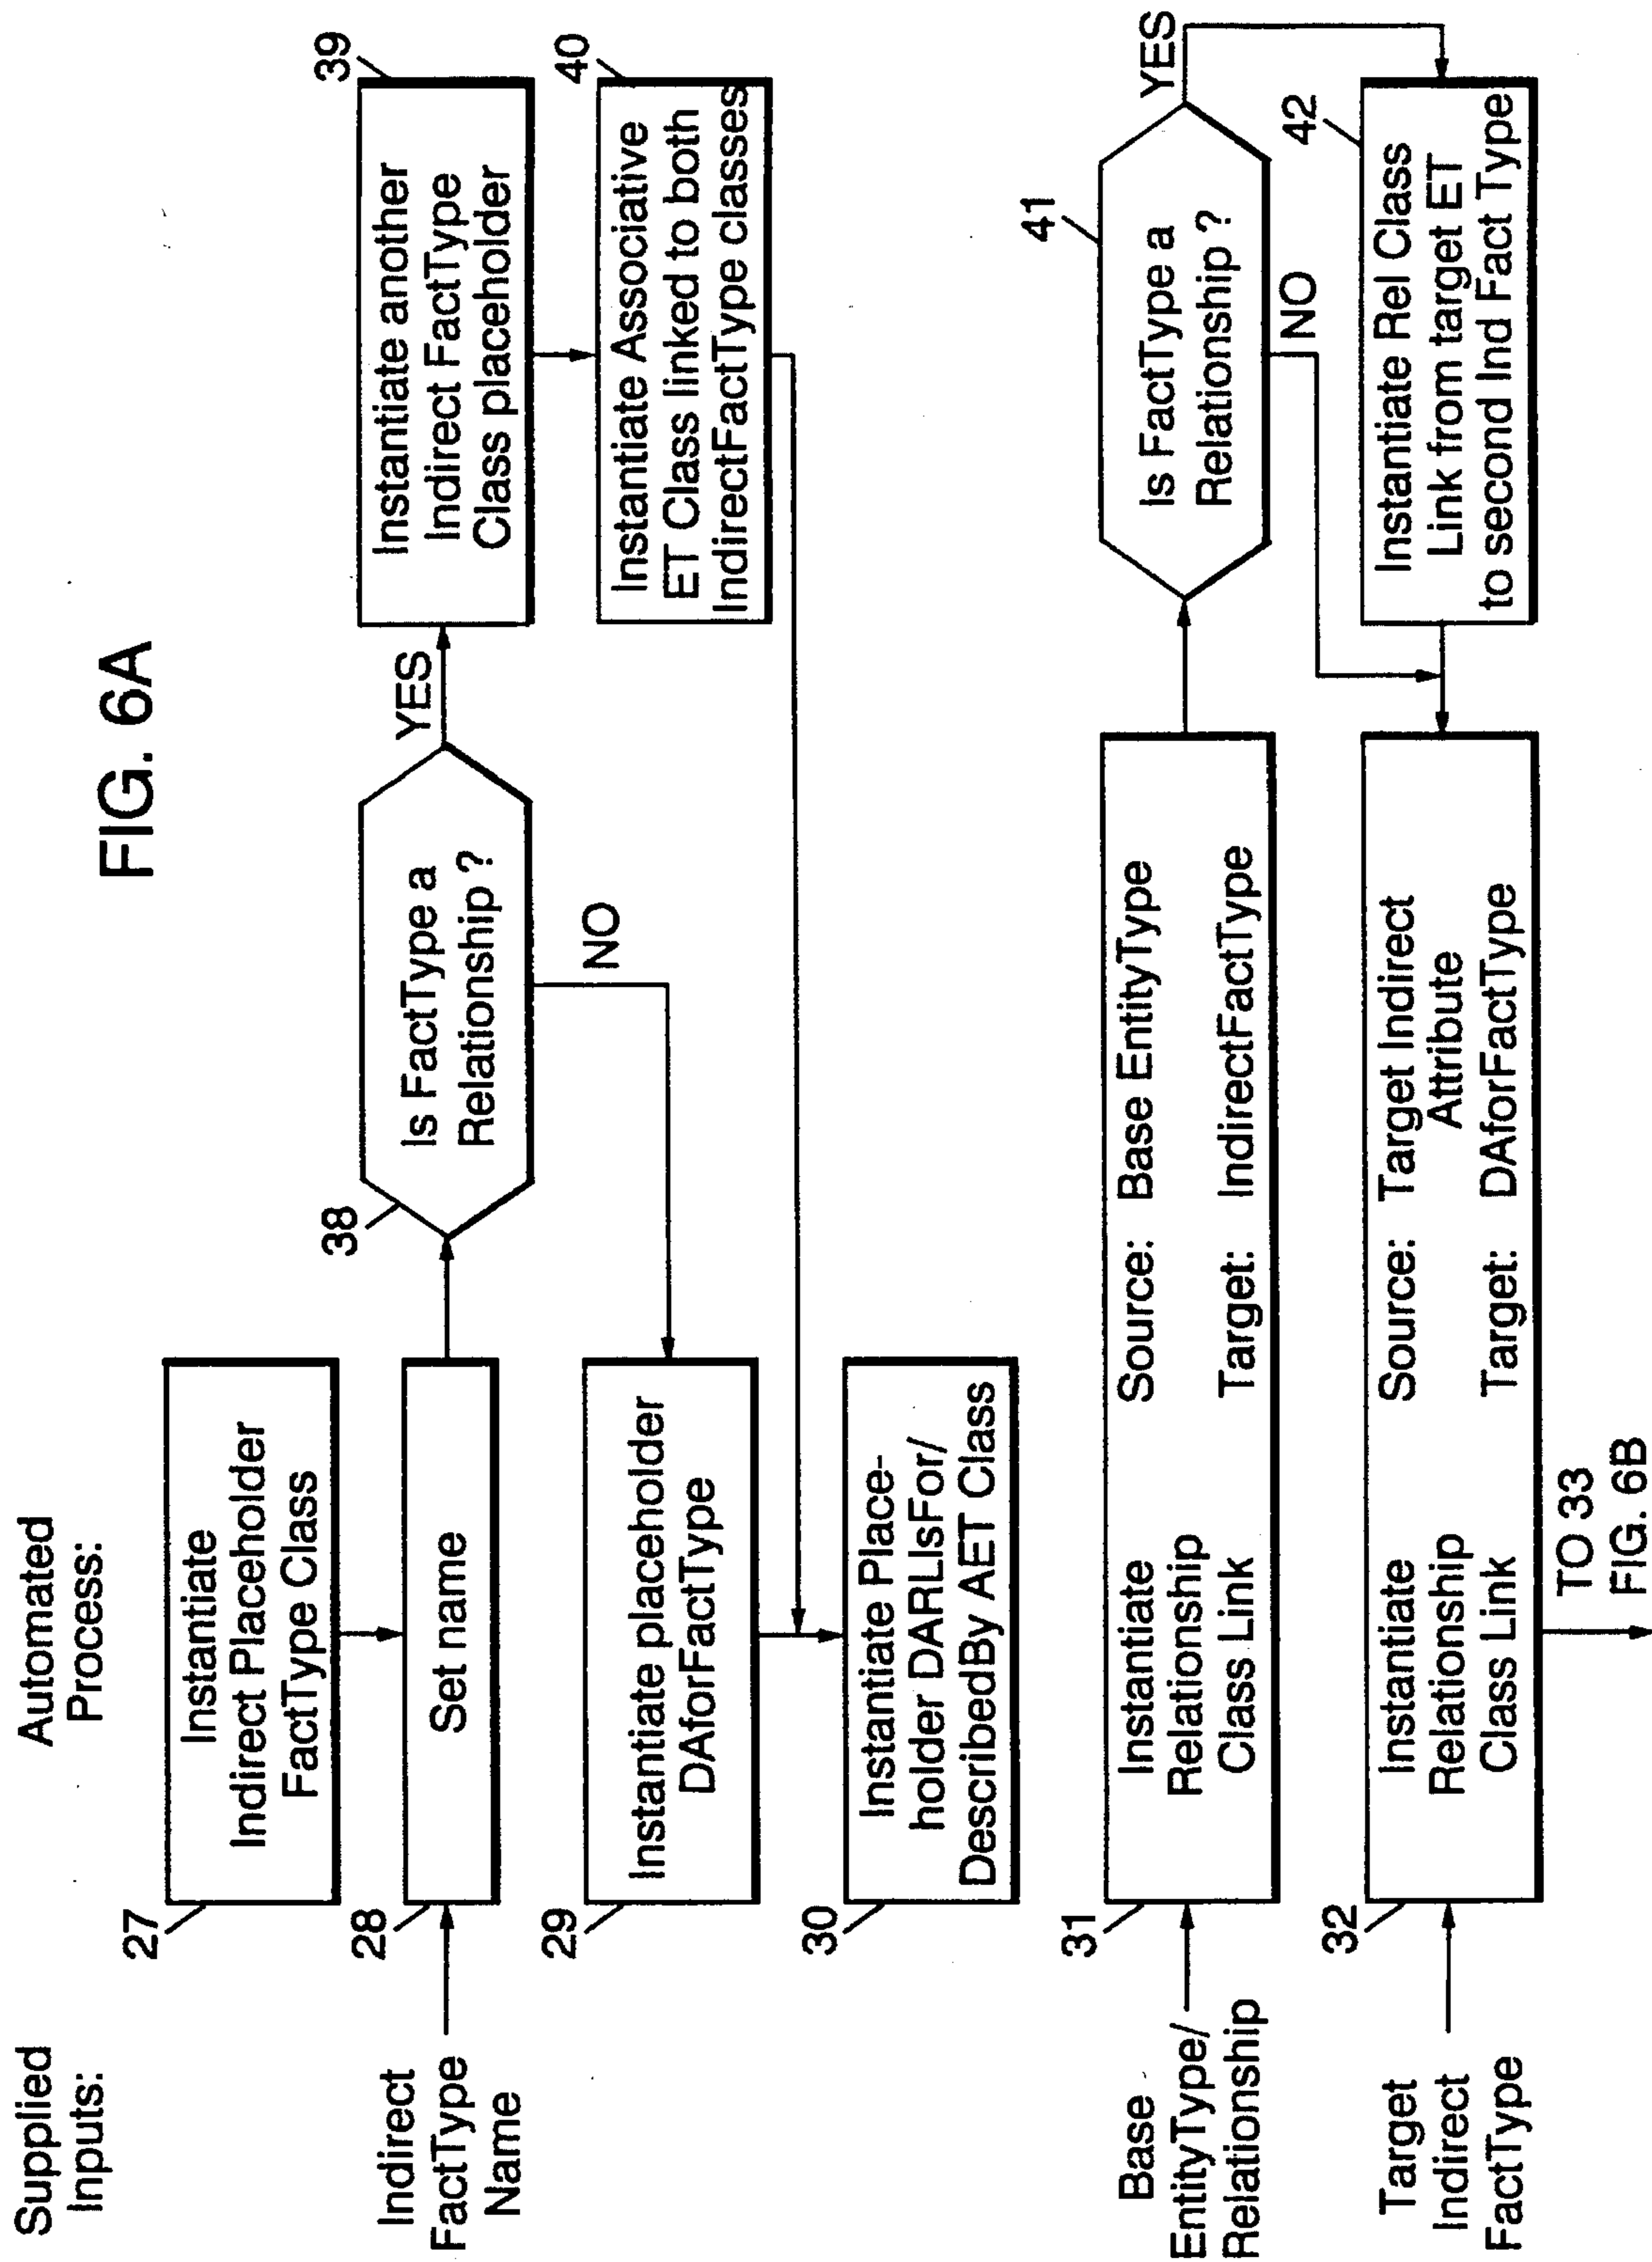 FIG. 6A
Supplied
Inputs:
Automated
Process:
27
Instantiate
Indirect Placeholder
FactType Class
Indirect
FactType
Name
28
Set name
38
Is FactType a
Relationship ?
YES
NO
39
Instantiate another
Indirect FactType
Class placeholder
40
Instantiate Associative
ET Class linked to both
IndirectFactType classes
29
Instantiate placeholder
DAforFactType
30
Instantiate Place-
holder DARLIsFor/
DescribedBy AET Class
Base
EntityType/
Relationship
31
Instantiate
Relationship
Class Link
Source: Base EntityType
Target: IndirectFactType
41
Is FactType a
Relationship ?
YES
NO
42
Instantiate Rel Class
Link from target ET
to second Ind Fact Type
Target
Indirect
FactType
32
Instantiate
Relationship
Class Link
Source: Target Indirect
Attribute
Target: DAforFactType
TO 33
FIG. 6B